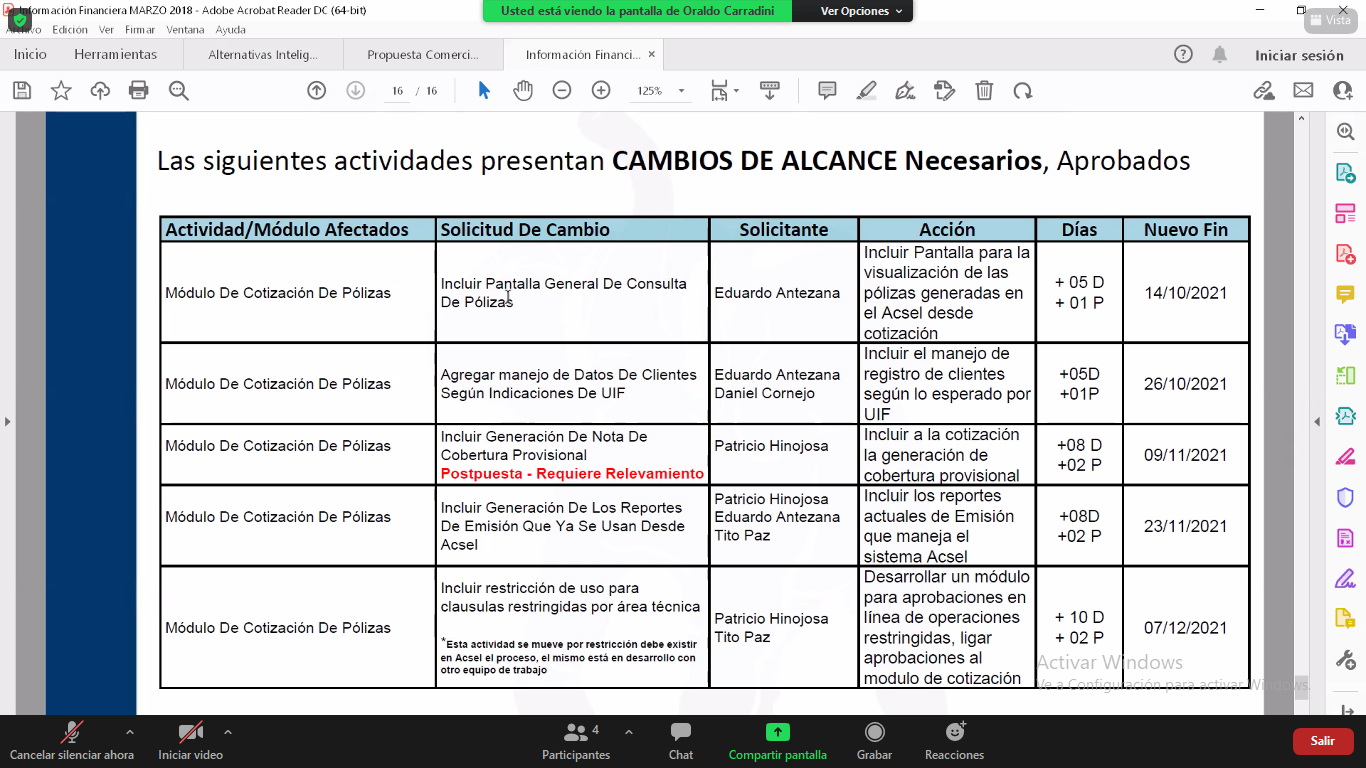 Información Financiera MARZO 2018 - Adobe Acrobat Reader DC (64-bit)
Usted está viendo la pantalla de Oraldo Carradini
Ver Opciones
Vista
Archivo Edición Ver Firmar Ventana Ayuda
Inicio Herramientas Alternativas Intelig... Propuesta Comerci... Información Financi... × Iniciar sesión
16 / 16 125%
Las siguientes actividades presentan CAMBIOS DE ALCANCE Necesarios, Aprobados
Actividad/Módulo Afectados Solicitud De Cambio Solicitante Acción Días Nuevo Fin
Módulo De Cotización De Pólizas
Incluir Pantalla General De Consulta
De Pólizas
Eduardo Antezana
Incluir Pantalla para la
visualización de las
pólizas generadas en
el Acsel desde
cotización
+ 05 D
+ 01 P
14/10/2021
Módulo De Cotización De Pólizas
Agregar manejo de Datos De Clientes
Según Indicaciones De UIF
Eduardo Antezana
Daniel Cornejo
Incluir el manejo de
registro de clientes
según lo esperado por
UIF
+05D
+01P
26/10/2021
Módulo De Cotización De Pólizas
Incluir Generación De Nota De
Cobertura Provisional
Postpuesta - Requiere Relevamiento
Patricio Hinojosa
Incluir a la cotización
la generación de
cobertura provisional
+08 D
+02 P
09/11/2021
Módulo De Cotización De Pólizas
Incluir Generación De Los Reportes
De Emisión Que Ya Se Usan Desde
Acsel
Patricio Hinojosa
Eduardo Antezana
Tito Paz
Incluir los reportes
actuales de Emisión
que maneja el
sistema Acsel
+08D
+02 P
23/11/2021
Módulo De Cotización De Pólizas
Incluir restricción de uso para
clausulas restringidas por área técnica
*Esta actividad se mueve por restricción debe existir
en Acsel el proceso, el mismo está en desarrollo con
otro equipo de trabajo
Patricio Hinojosa
Tito Paz
Desarrollar un módulo
para aprobaciones en
línea de operaciones
restringidas, ligar
aprobaciones al
modulo de cotización
+ 10 D
+ 02 P
07/12/2021
Activar Windows
Ve a Configuración para activar Windows.
4
Cancelar silenciar ahora Iniciar video Participantes Chat Compartir pantalla Grabar Reacciones Salir